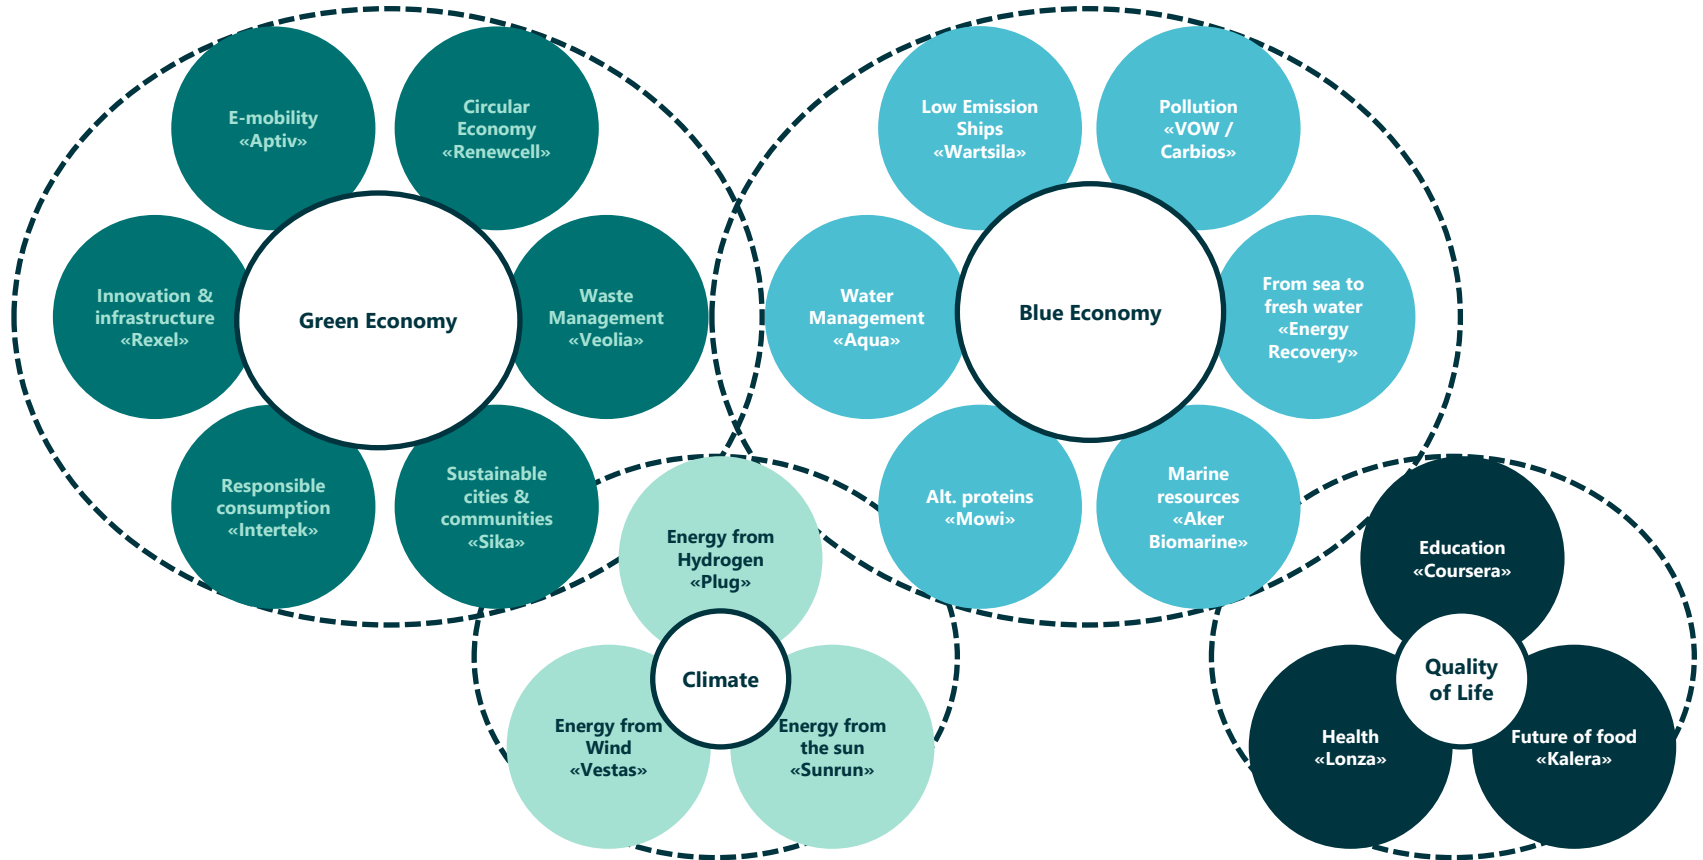 E-mobility
«Aptiv»
Circular
Economy
«Renewcell»
Innovation &
infrastructure
«Rexel»
Green Economy
Waste
Management
«Veolia»
Responsible
consumption
«Intertek»
Sustainable
cities &
communities
«Sika»
Low Emission
Ships
«Wartsila»
Pollution
«VOW /
Carbios»
Water
Management
«Aqua»
Blue Economy
From sea to
fresh water
«Energy
Recovery»
Alt. proteins
«Mowi»
Marine
resources
«Aker
Biomarine»
Energy from
Hydrogen
«Plug»
Climate
Energy from
Wind
«Vestas»
Energy from
the sun
«Sunrun»
Education
«Coursera»
Quality
of Life
Health
«Lonza»
Future of food
«Kalera»